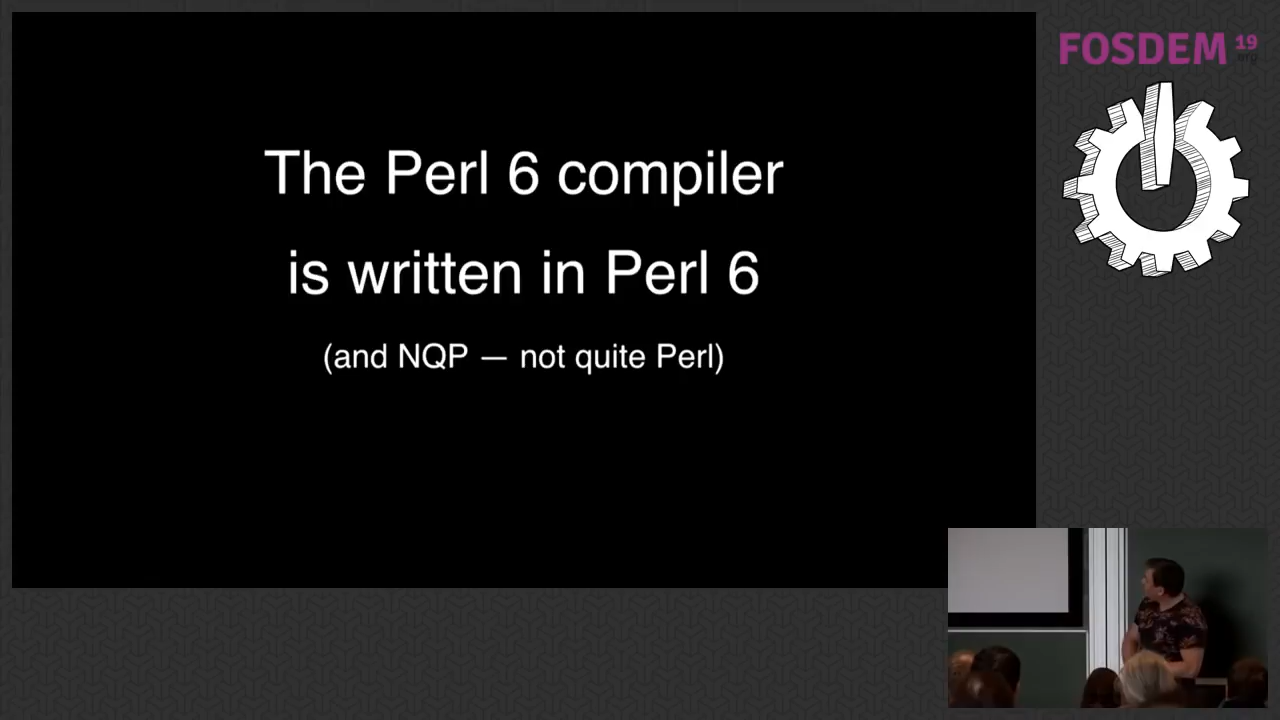 The Perl 6 compiler
is written in Perl 6
(and NQP — not quite Perl)
FOSDEM 19
.org